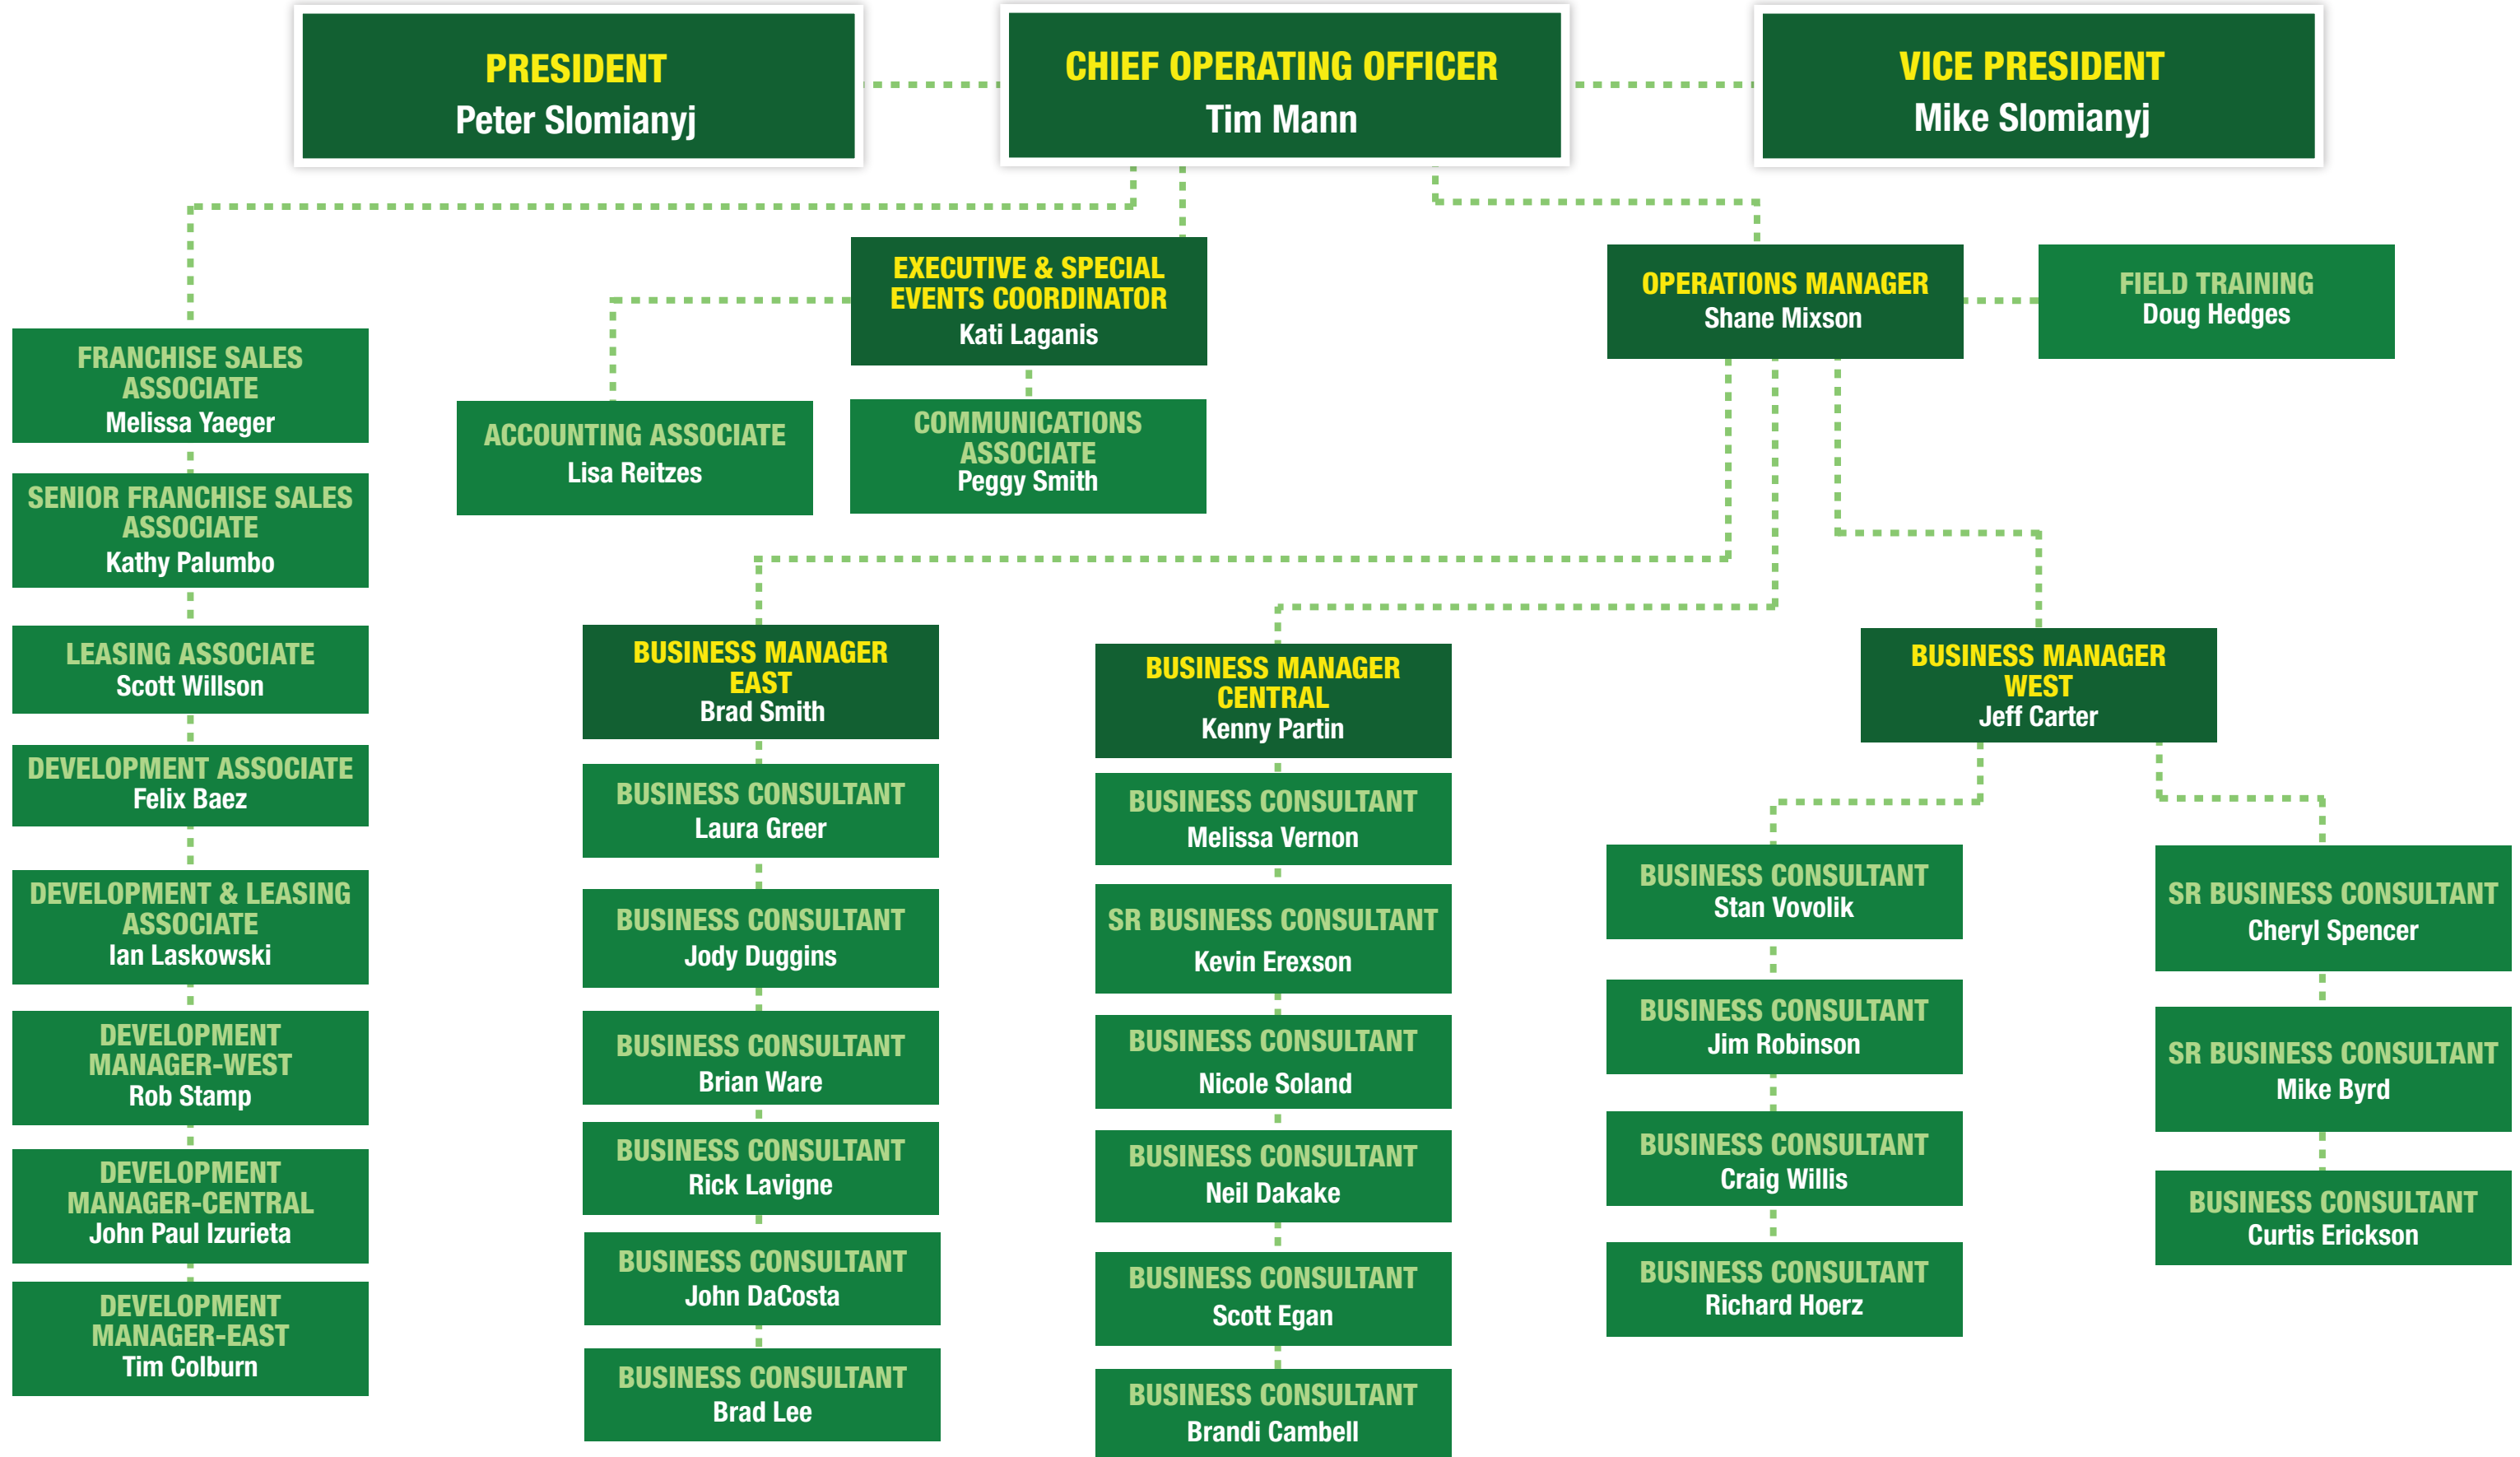 PRESIDENT
Peter Slomianyj
CHIEF OPERATING OFFICER
Tim Mann
VICE PRESIDENT
Mike Slomianyj
EXECUTIVE & SPECIAL
EVENTS COORDINATOR
Kati Laganis
OPERATIONS MANAGER
Shane Mixson
FIELD TRAINING
Doug Hedges
FRANCHISE SALES
ASSOCIATE
Melissa Yaeger
SENIOR FRANCHISE SALES
ASSOCIATE
Kathy Palumbo
LEASING ASSOCIATE
Scott Willson
DEVELOPMENT ASSOCIATE
Felix Baez
DEVELOPMENT & LEASING
ASSOCIATE
Ian Laskowski
DEVELOPMENT
MANAGER-WEST
Rob Stamp
DEVELOPMENT
MANAGER-CENTRAL
John Paul Izurieta
DEVELOPMENT
MANAGER-EAST
Tim Colburn
ACCOUNTING ASSOCIATE
Lisa Reitzes
COMMUNICATIONS
ASSOCIATE
Peggy Smith
BUSINESS MANAGER
EAST
Brad Smith
BUSINESS CONSULTANT
Laura Greer
BUSINESS CONSULTANT
Jody Duggins
BUSINESS CONSULTANT
Brian Ware
BUSINESS CONSULTANT
Rick Lavigne
BUSINESS CONSULTANT
John DaCosta
BUSINESS CONSULTANT
Brad Lee
BUSINESS MANAGER
CENTRAL
Kenny Partin
BUSINESS CONSULTANT
Melissa Vernon
SR BUSINESS CONSULTANT
Kevin Erexson
BUSINESS CONSULTANT
Nicole Soland
BUSINESS CONSULTANT
Neil Dakake
BUSINESS CONSULTANT
Scott Egan
BUSINESS CONSULTANT
Brandi Cambell
BUSINESS MANAGER
WEST
Jeff Carter
BUSINESS CONSULTANT
Stan Vovolik
BUSINESS CONSULTANT
Jim Robinson
BUSINESS CONSULTANT
Craig Willis
BUSINESS CONSULTANT
Richard Hoerz
SR BUSINESS CONSULTANT
Cheryl Spencer
SR BUSINESS CONSULTANT
Mike Byrd
BUSINESS CONSULTANT
Curtis Erickson